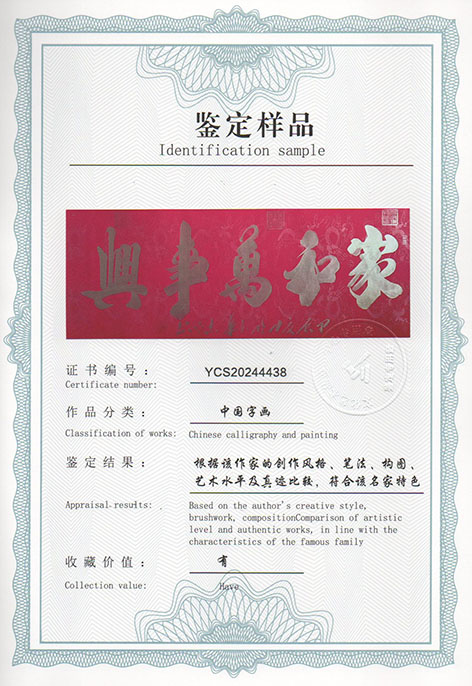 鉴定样品
Identification sample
興事萬和家
证书编号：
YCS20244438
Certificate number:
作品分类：
中国字画
Classification of works:
Chinese calligraphy and painting
鉴定结果：
根据该作家的创作风格、笔法、构图、
艺术水平及真迹比较，符合该名家特色
Appraisal.results:
Based on the author's creative style,
brushwork, compositionComparison of artistic
level and authentic works, in line with the
characteristics of the famous family
收藏价值：
有
Collection value:
Have